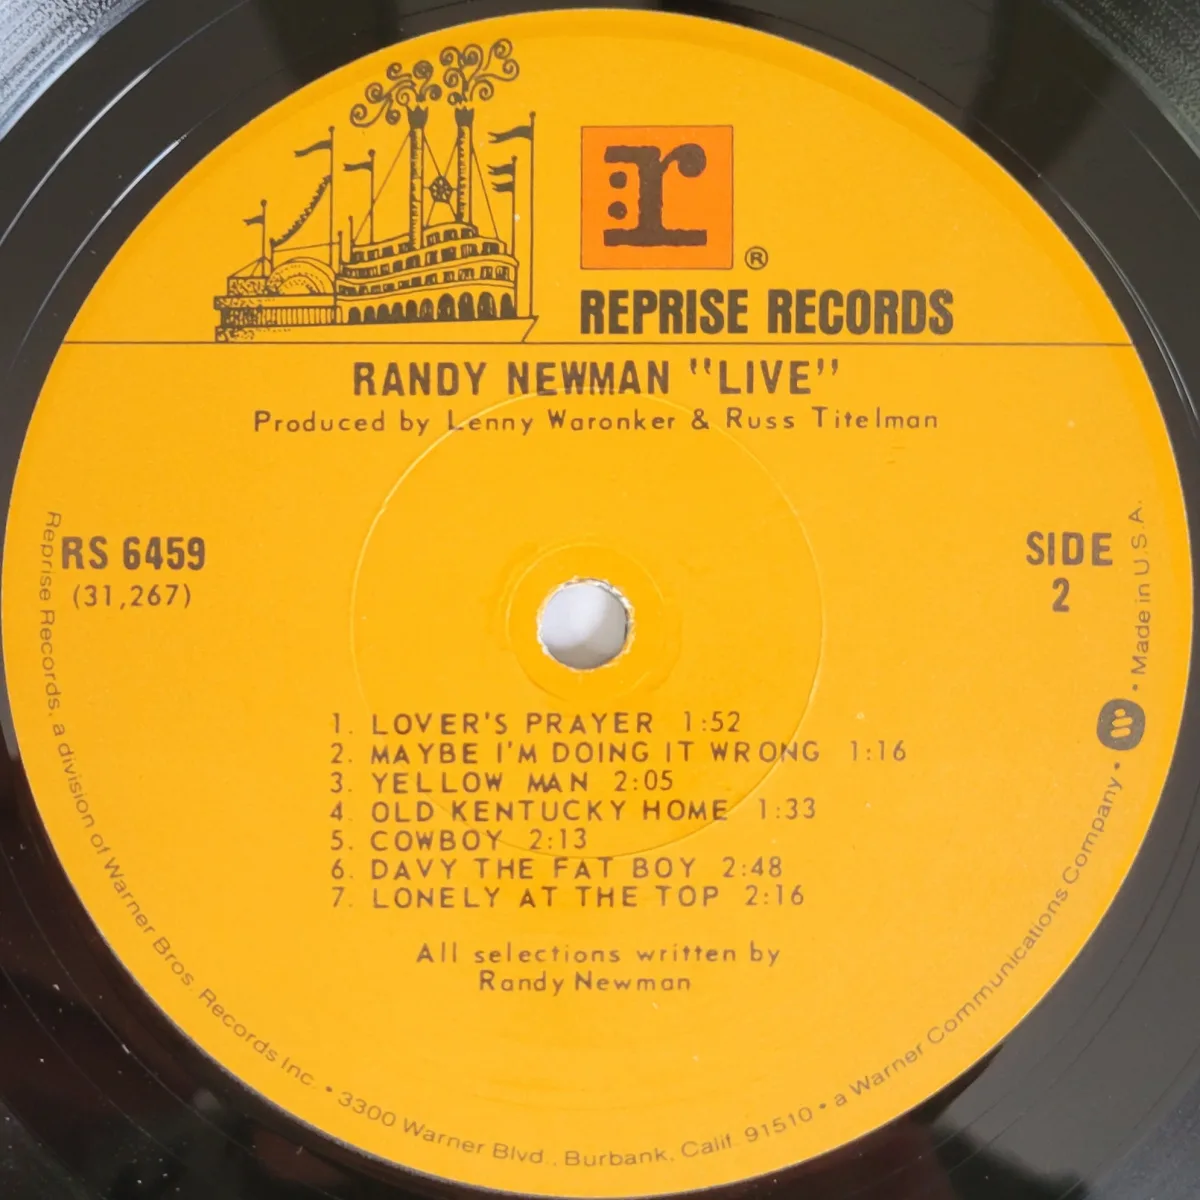 r
®
REPRISE RECORDS
RANDY NEWMAN "LIVE"
Produced by Lenny Waronker & Russ Titelman
RS 6459
(31,267)
SIDE
2
1. LOVER'S PRAYER 1:52
2. MAYBE I'M DOING IT WRONG 1:16
3. YELLOW MAN 2:05
4. OLD KENTUCKY HOME 1:33
5. COWBOY 2:13
6. DAVY THE FAT BOY 2:48
7. LONELY AT THE TOP 2:16
All selections written by
Randy Newman
Reprise Records, a division of Warner Bros. Records Inc. • 3300 Warner Blvd., Burbank, Calif. 91510 • a Warner Communications Company • W • Made in U.S.A.